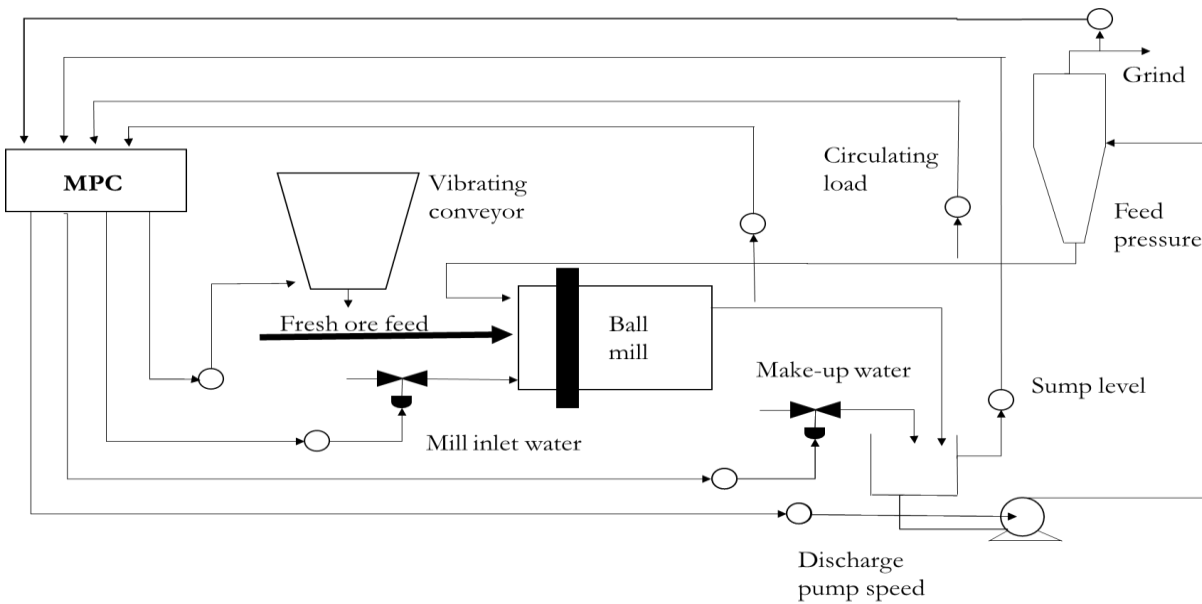 Grind
MPC
Vibrating
conveyor
Circulating
load
Feed
pressure
Fresh ore feed
Ball
mill
Make-up water
Sump level
Mill inlet water
Discharge
pump speed